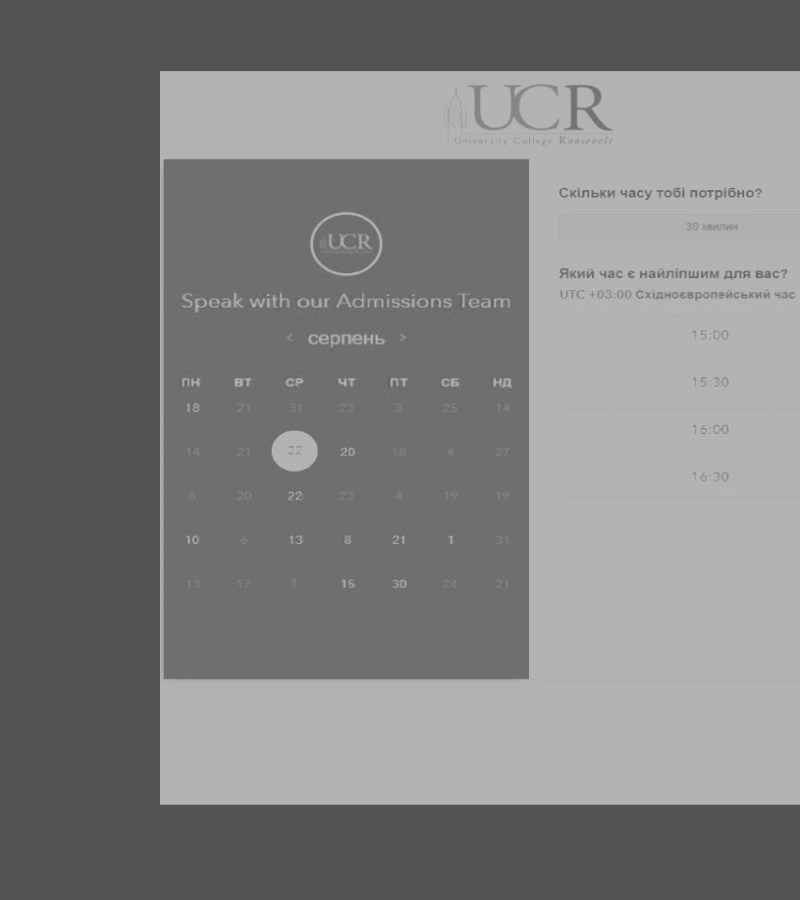 UCR
University College Roosevelt
UCR
Speak with our Admissions Team
< серпень >
ПН ВТ СР ЧТ ПТ СБ НД
18 21 31 23 3 25 14
14 21 22 20 18 4 27
6 20 22 23 4 19 19
10 6 13 8 21 1 31
13 17 1 15 30 24 21
Скільки часу тобі потрібно?
30 хвилин
Який час є найліпшим для вас?
UTC +03:00 Східноєвропейський час
15:00
15:30
16:00
16:30